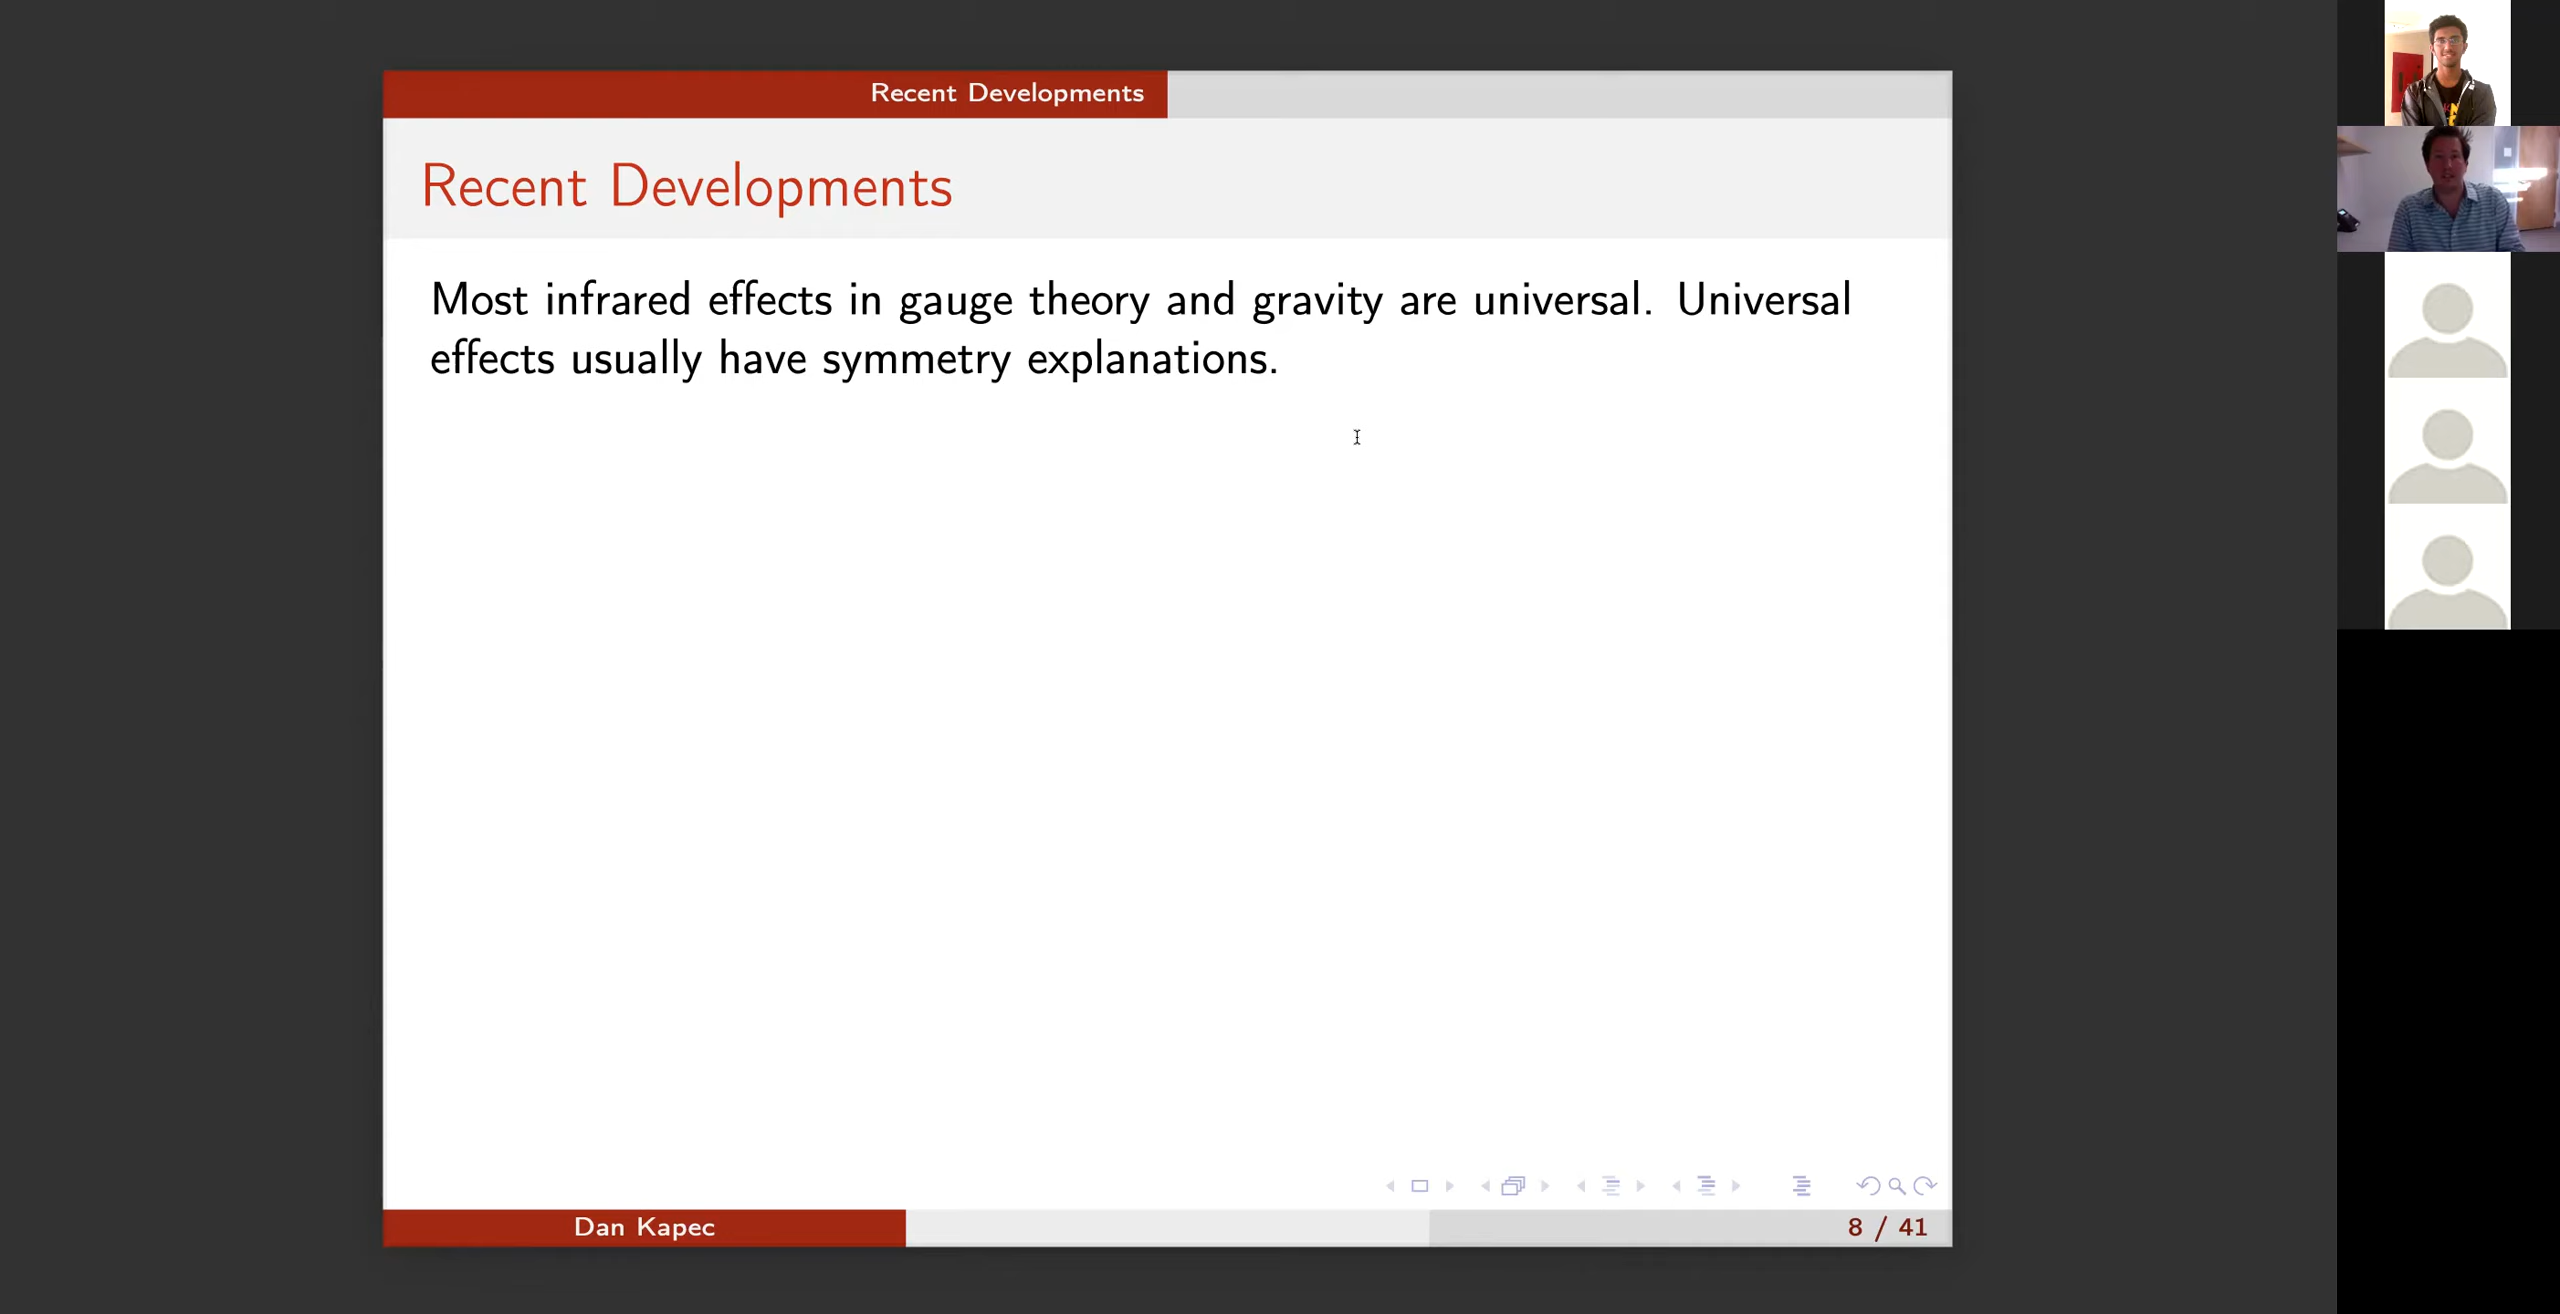 Recent Developments
Recent Developments
Most infrared effects in gauge theory and gravity are universal. Universal
effects usually have symmetry explanations.
Dan Kapec
8 / 41